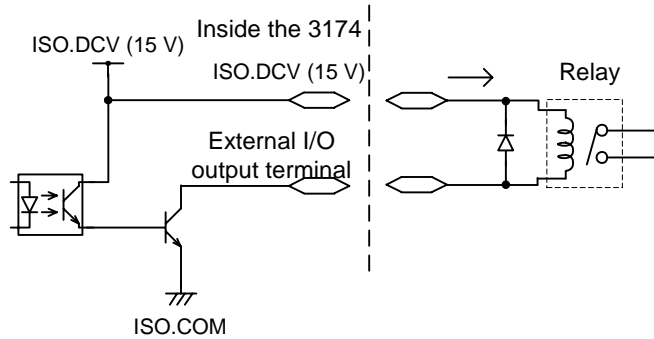 Inside the 3174
ISO.DCV (15 V)
ISO.DCV (15 V)
Relay
External I/O
output terminal
ISO.COM